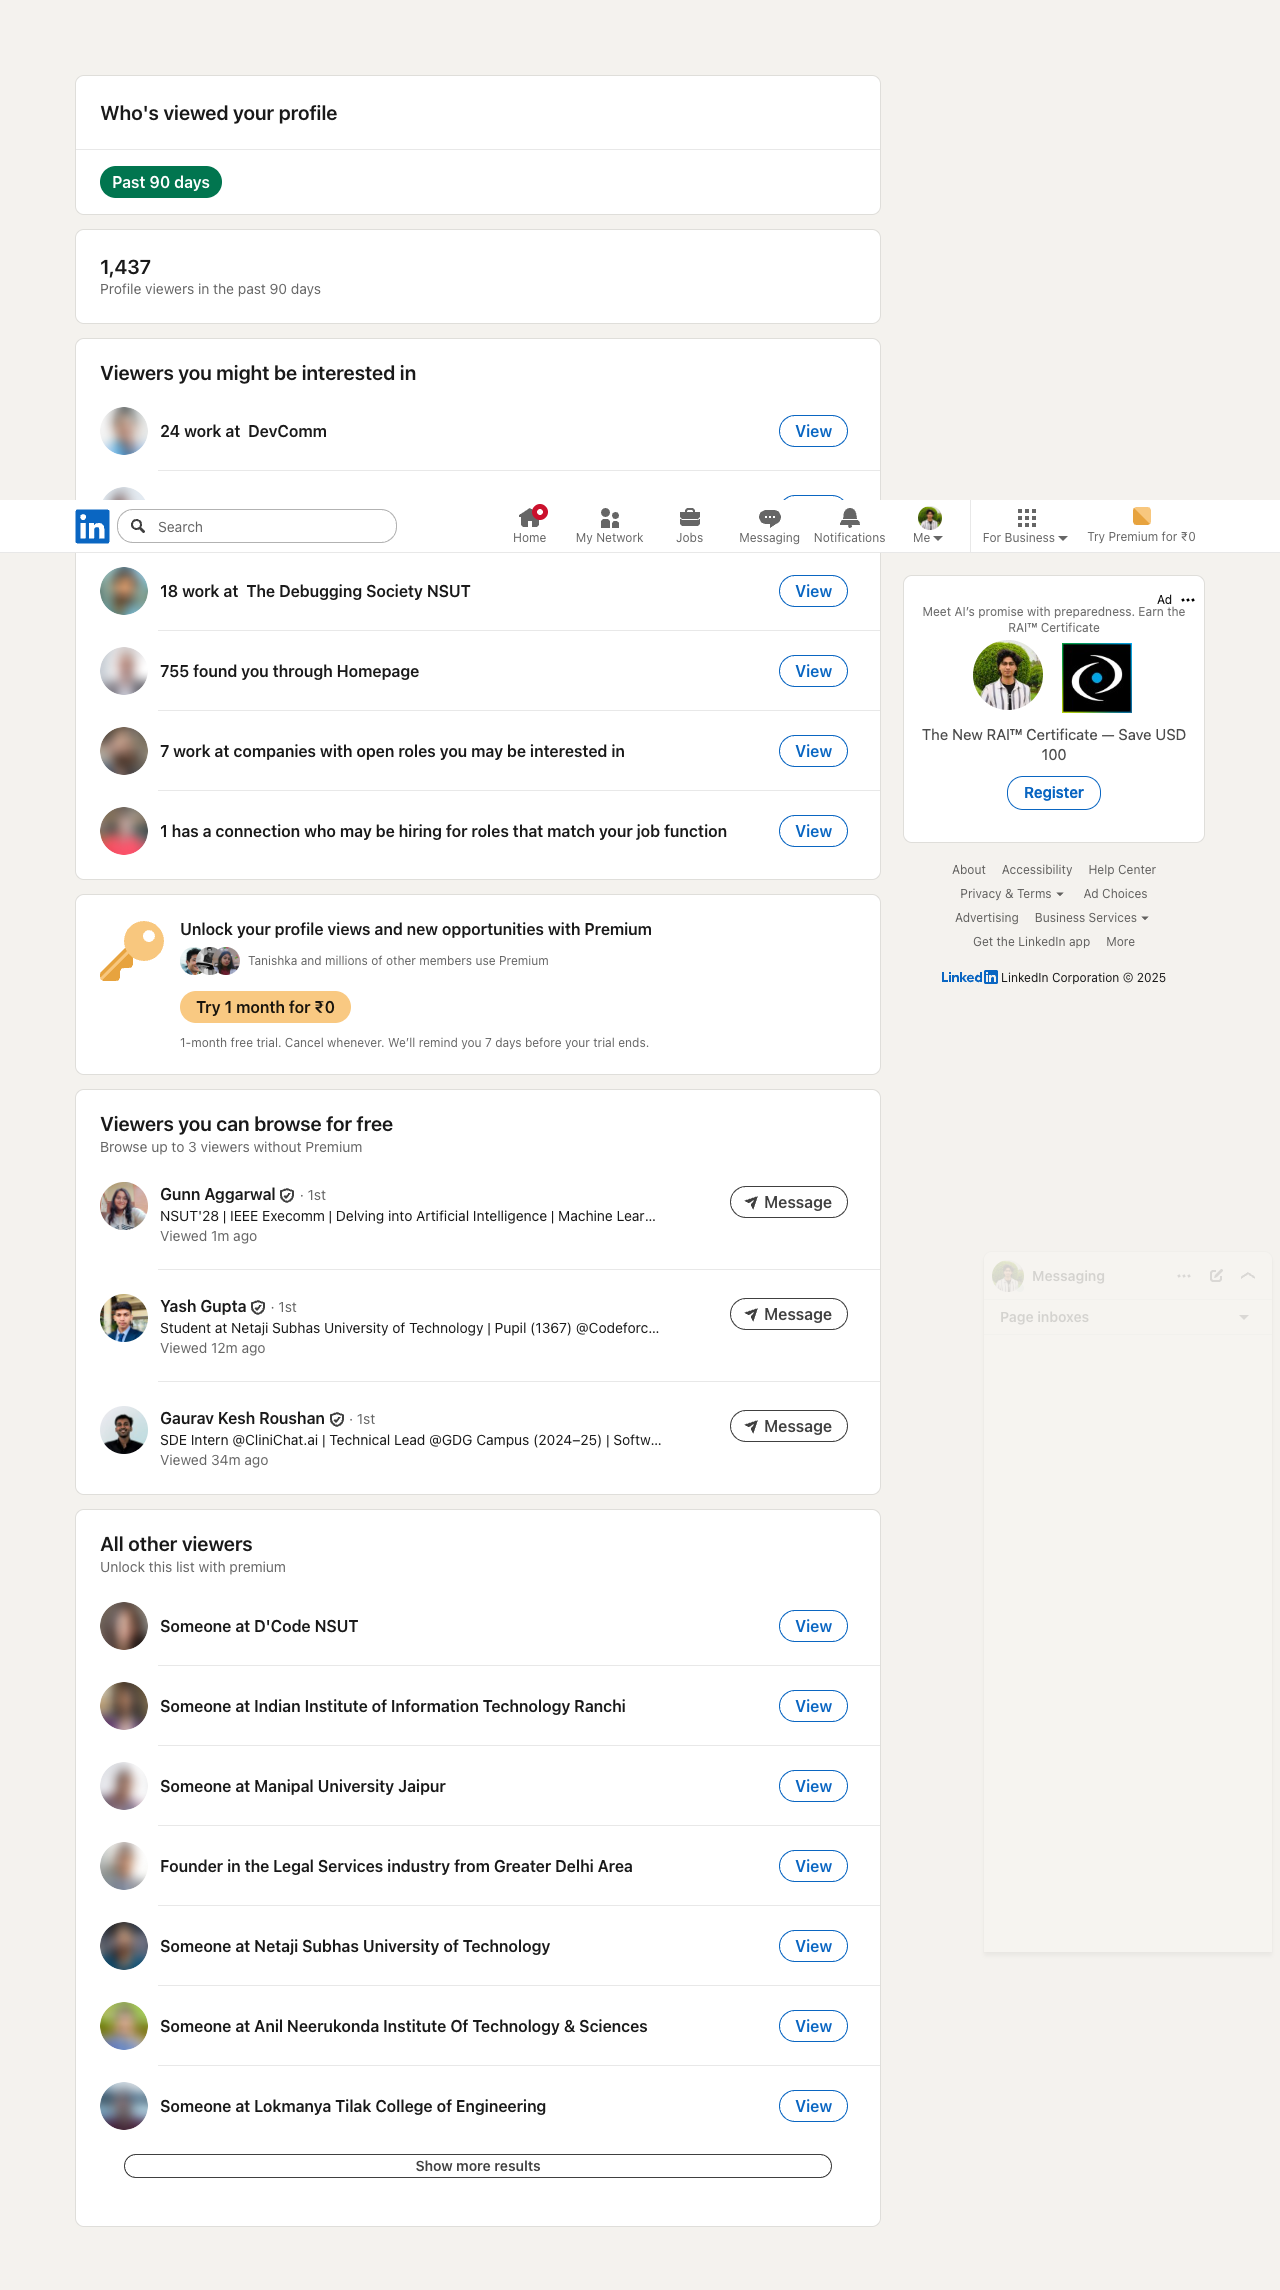 Who's viewed your profile
Past 90 days
1,437
Profile viewers in the past 90 days
Viewers you might be interested in
24 work at DevComm
View
in
Search
Home
My Network
Jobs
Messaging
Notifications
Me
For Business
Try Premium for ₹0
18 work at The Debugging Society NSUT
View
755 found you through Homepage
View
7 work at companies with open roles you may be interested in
View
1 has a connection who may be hiring for roles that match your job function
View
Ad
Meet AI's promise with preparedness. Earn the
RAI™ Certificate
The New RAI™ Certificate — Save USD
100
Register
About Accessibility Help Center
Privacy & Terms Ad Choices
Advertising Business Services
Get the LinkedIn app More
LinkedIn LinkedIn Corporation © 2025
Unlock your profile views and new opportunities with Premium
Tanishka and millions of other members use Premium
Try 1 month for ₹0
1-month free trial. Cancel whenever. We'll remind you 7 days before your trial ends.
Viewers you can browse for free
Browse up to 3 viewers without Premium
Gunn Aggarwal · 1st
NSUT'28 | IEEE Execomm | Delving into Artificial Intelligence | Machine Lear...
Viewed 1m ago
Message
Yash Gupta · 1st
Student at Netaji Subhas University of Technology | Pupil (1367) @Codeforc...
Viewed 12m ago
Message
Gaurav Kesh Roushan · 1st
SDE Intern @CliniChat.ai | Technical Lead @GDG Campus (2024–25) | Softw...
Viewed 34m ago
Message
Messaging
Page inboxes
All other viewers
Unlock this list with premium
Someone at D'Code NSUT
View
Someone at Indian Institute of Information Technology Ranchi
View
Someone at Manipal University Jaipur
View
Founder in the Legal Services industry from Greater Delhi Area
View
Someone at Netaji Subhas University of Technology
View
Someone at Anil Neerukonda Institute Of Technology & Sciences
View
Someone at Lokmanya Tilak College of Engineering
View
Show more results